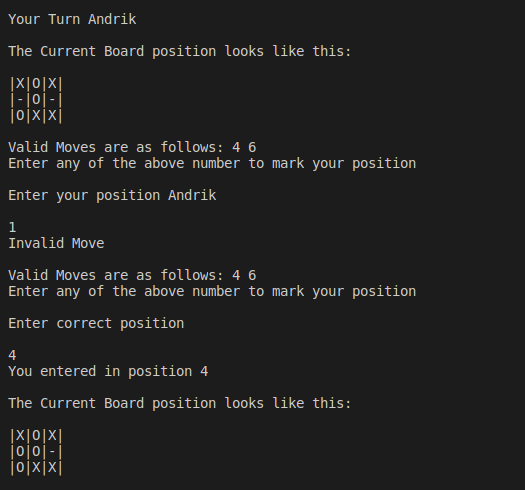 Your Turn Andrik
The Current Board position looks like this:
|X|O|X|
|-|O|-|
|O|X|X|
Valid Moves are as follows: 4 6
Enter any of the above number to mark your position
Enter your position Andrik
1
Invalid Move
Valid Moves are as follows: 4 6
Enter any of the above number to mark your position
Enter correct position
4
You entered in position 4
The Current Board position looks like this:
|X|O|X|
|O|O|-|
|O|X|X|